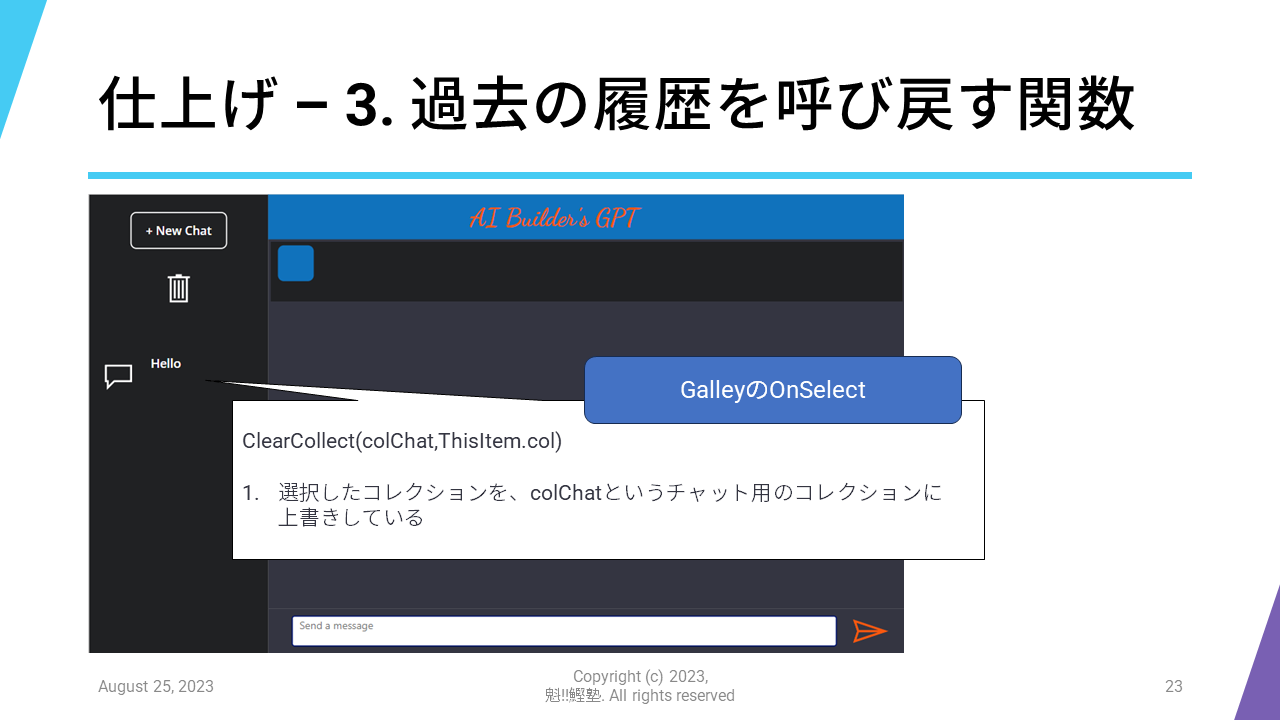 仕上げ – 3. 過去の履歴を呼び戻す関数
+ New Chat
AI Builder's GPT
Hello
GalleyのOnSelect
ClearCollect(colChat,ThisItem.col)
1. 選択したコレクションを、colChatというチャット用のコレクションに
上書きしている
Send a message
August 25, 2023
Copyright (c) 2023,
魁!!鰹塾. All rights reserved
23